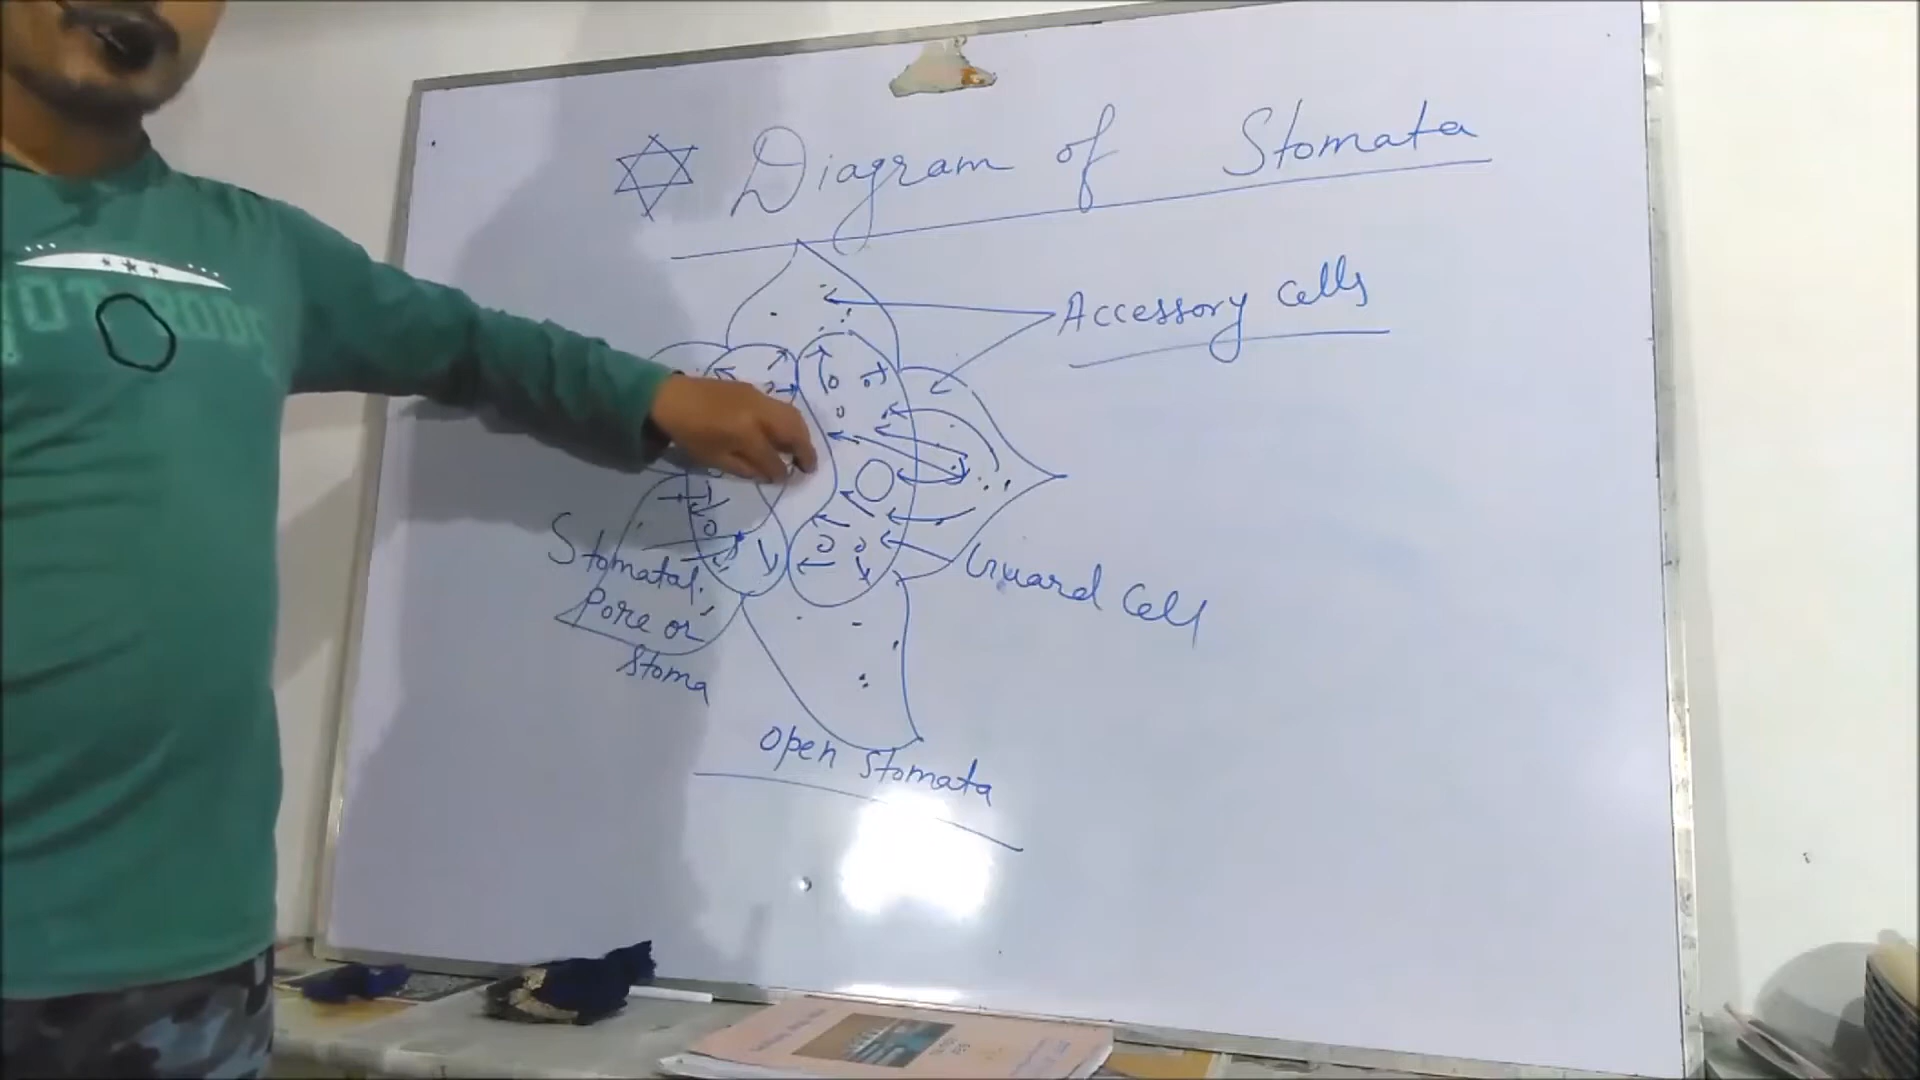 Diagram of Stomata
Accessory Cells
Guard Cell
Stomatal
Pore or
Stoma
Open Stomata